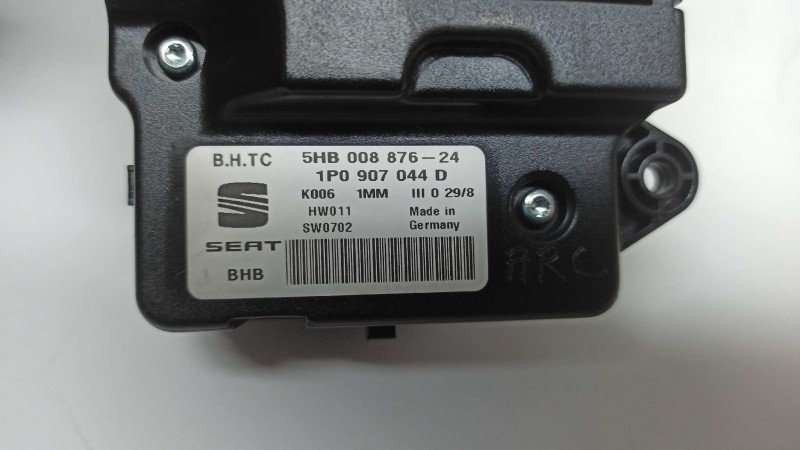 B.H.TC 5HB 008 876-24
1P0 907 044 D
K006 1MM III 0 29/8
HW011 Made in
SW0702 Germany
SEAT
BHB
ARC